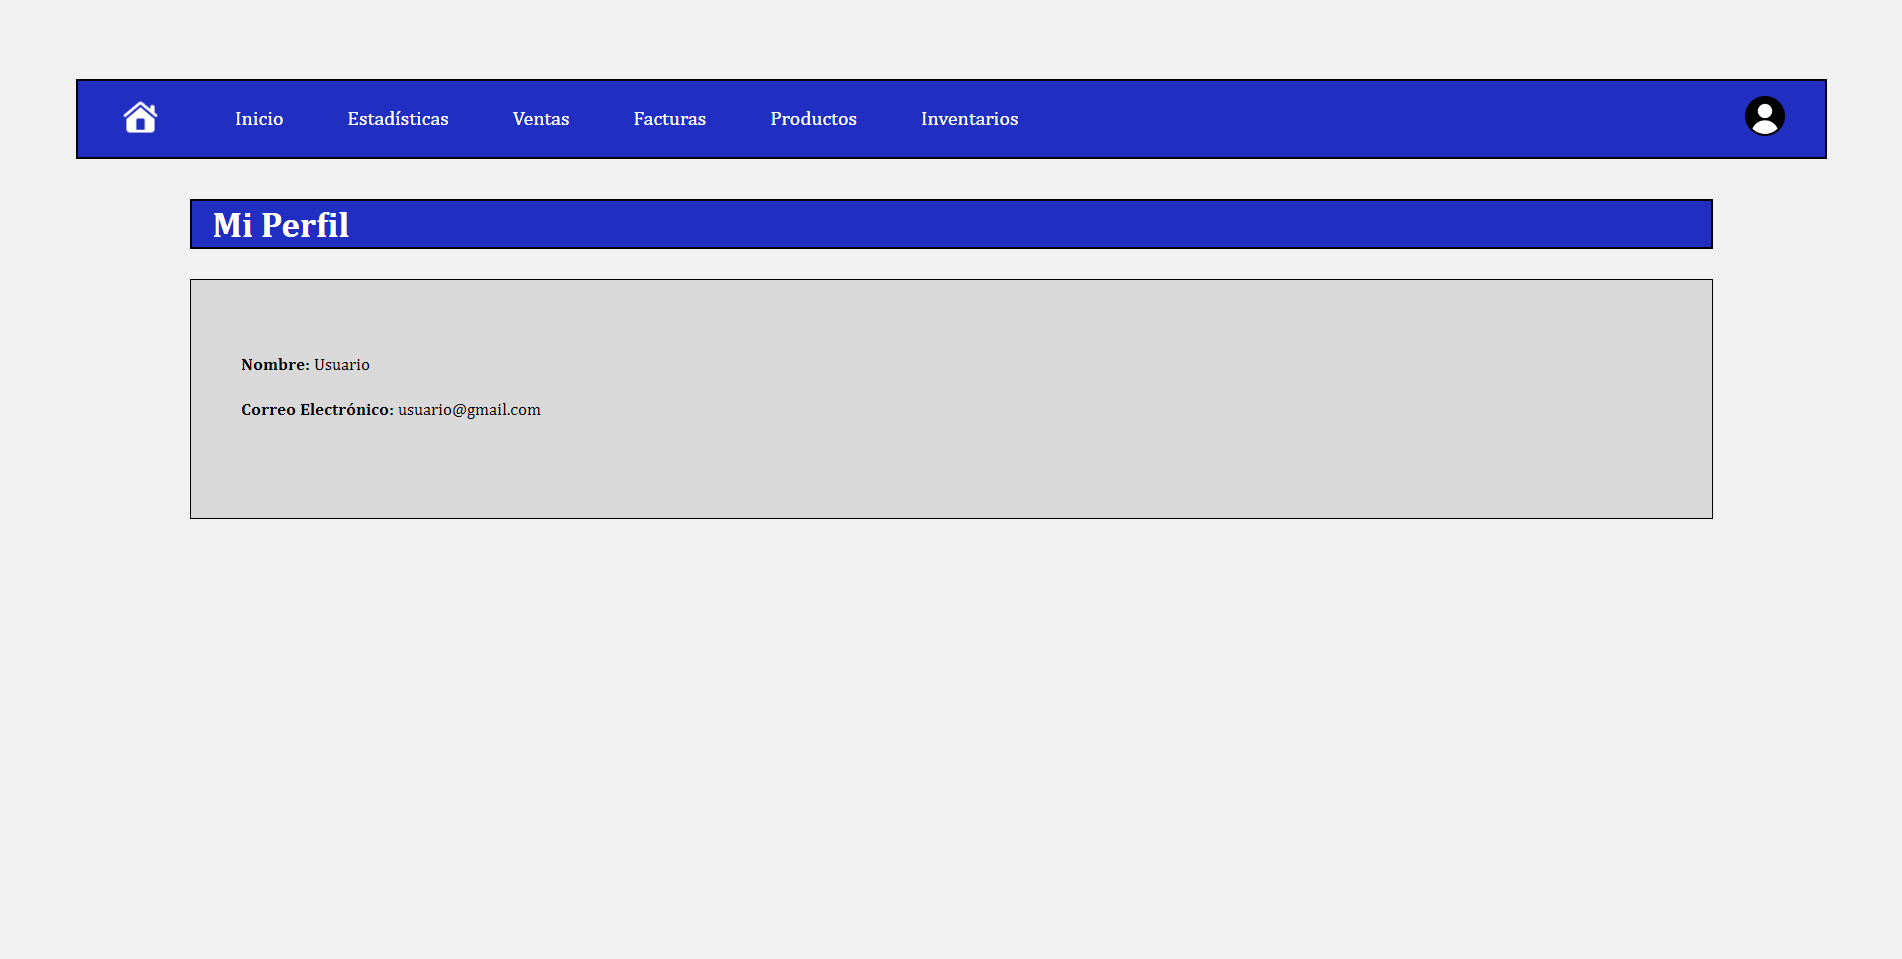 Inicio Estadísticas Ventas Facturas Productos Inventarios
Mi Perfil
Nombre: Usuario
Correo Electrónico: usuario@gmail.com